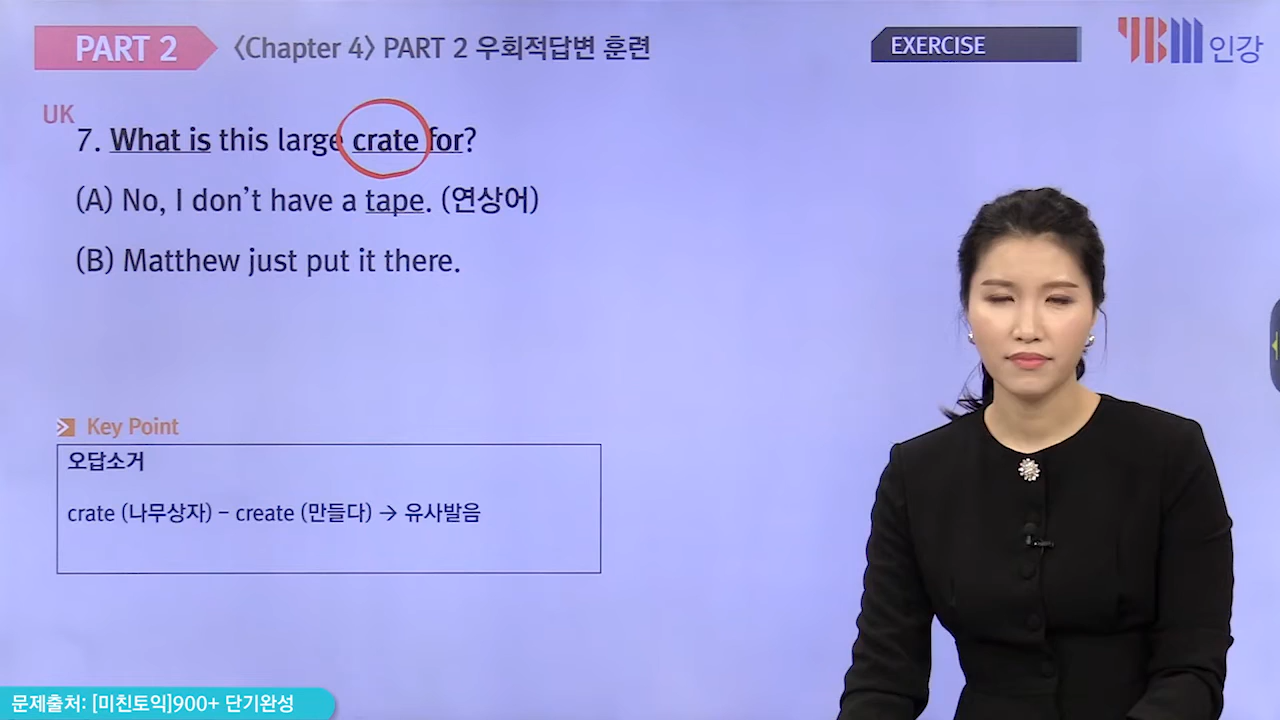 PART 2
〈Chapter 4〉 PART 2 우회적답변 훈련
EXERCISE
YBM 인강
UK
7. What is this large crate for?
(A) No, I don't have a tape. (연상어)
(B) Matthew just put it there.
Key Point
오답소거
crate (나무상자) – create (만들다) → 유사발음
문제출처: [미친토익]900+ 단기완성